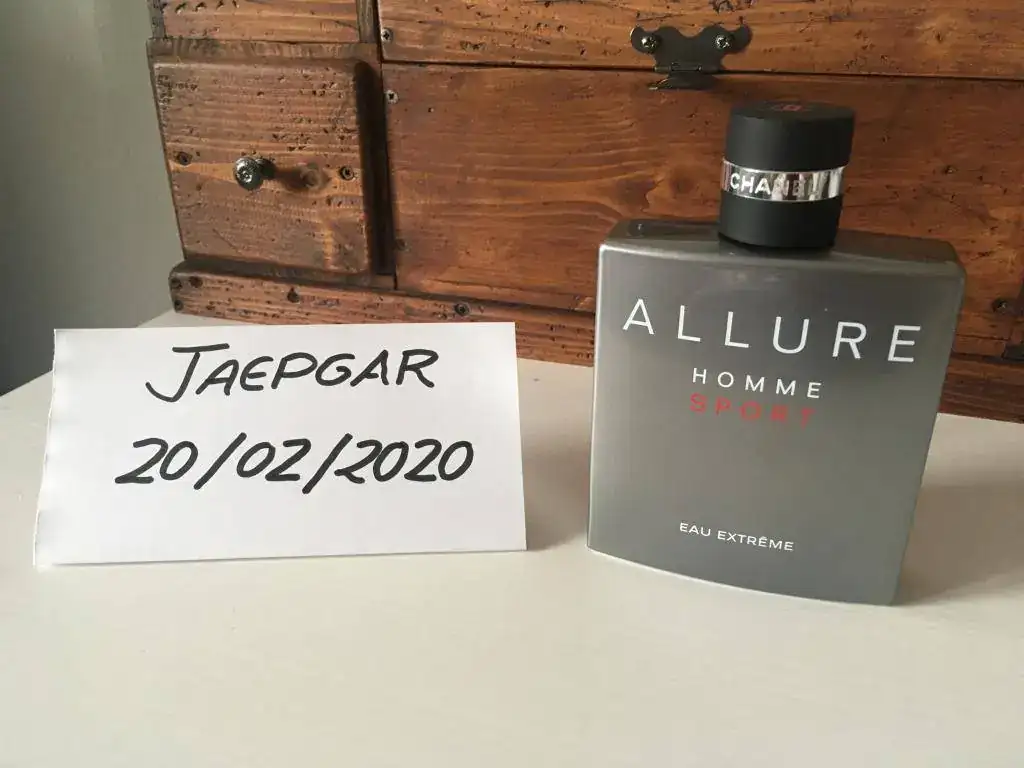 JAEPGAR
20/02/2020
CHANEL
ALLURE
HOMME
SPORT
EAU EXTRÊME